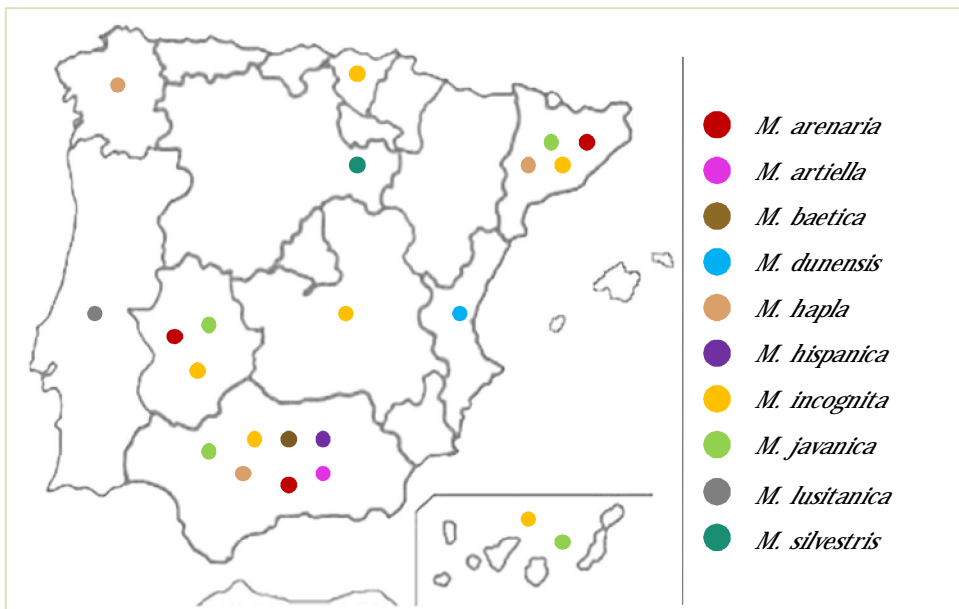 M. arenaria
M. artiella
M. baetica
M. dunensis
M. hapla
M. hispanica
M. incognita
M. javanica
M. lusitanica
M. silvestris